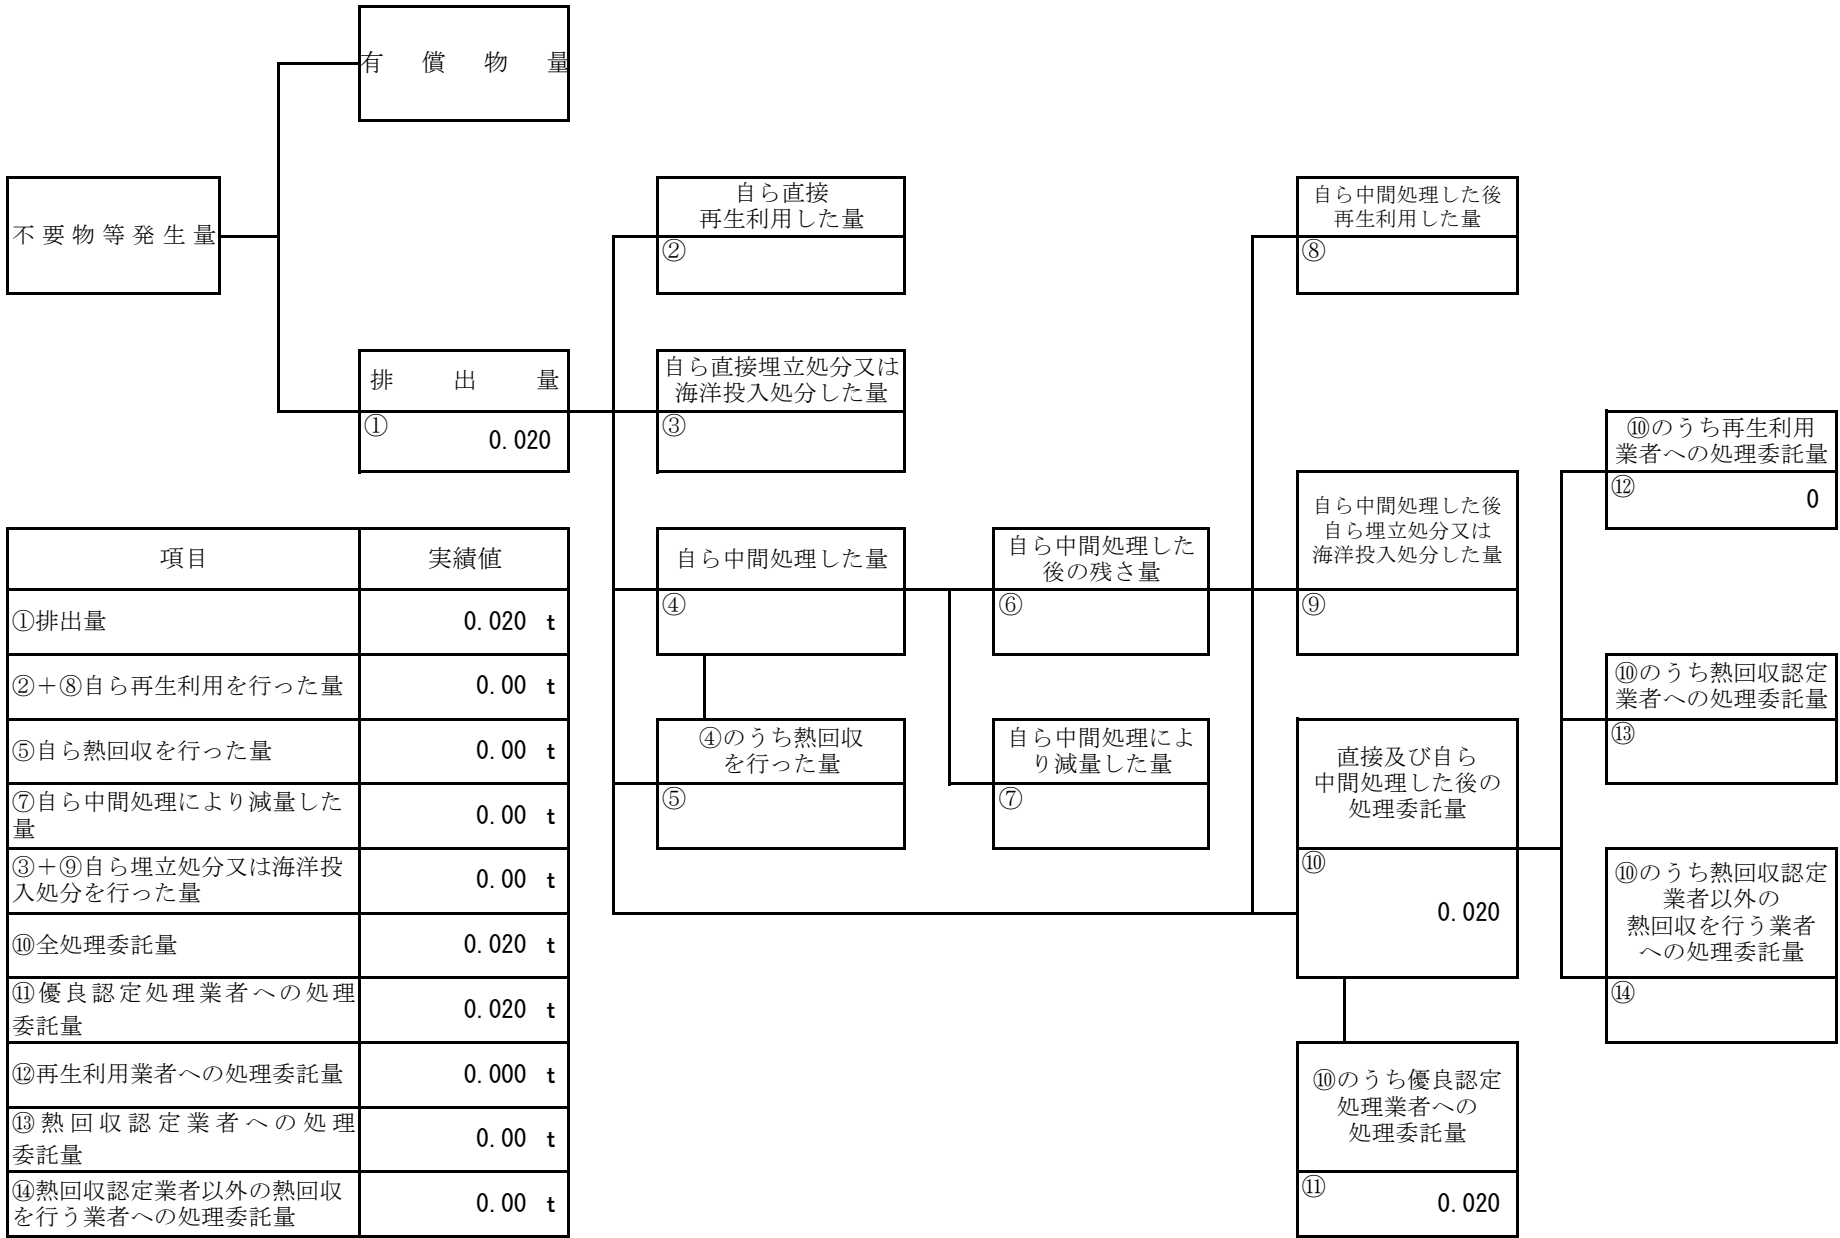 有償物量
不要物等発生量
排出量
①
0.020
自ら直接
再生利用した量
②
自ら直接埋立処分又は
海洋投入処分した量
③
自ら中間処理した量
④
④のうち熱回収
を行った量
⑤
自ら中間処理した
後の残さ量
⑥
自ら中間処理によ
り減量した量
⑦
自ら中間処理した後
再生利用した量
⑧
自ら中間処理した後
自ら埋立処分又は
海洋投入処分した量
⑨
直接及び自ら
中間処理した後の
処理委託量
⑩
0.020
⑩のうち優良認定
処理業者への
処理委託量
⑪
0.020
⑩のうち再生利用
業者への処理委託量
⑫
0
⑩のうち熱回収認定
業者への処理委託量
⑬
⑩のうち熱回収認定
業者以外の
熱回収を行う業者
への処理委託量
⑭
項目 実績値
①排出量 0.020 t
②+⑧自ら再生利用を行った量 0.00 t
⑤自ら熱回収を行った量 0.00 t
⑦自ら中間処理により減量した
量 0.00 t
③+⑨自ら埋立処分又は海洋投
入処分を行った量 0.00 t
⑩全処理委託量 0.020 t
⑪優良認定処理業者への処理
委託量 0.020 t
⑫再生利用業者への処理委託量 0.000 t
⑬熱回収認定業者への処理
委託量 0.00 t
⑭熱回収認定業者以外の熱回収
を行う業者への処理委託量 0.00 t